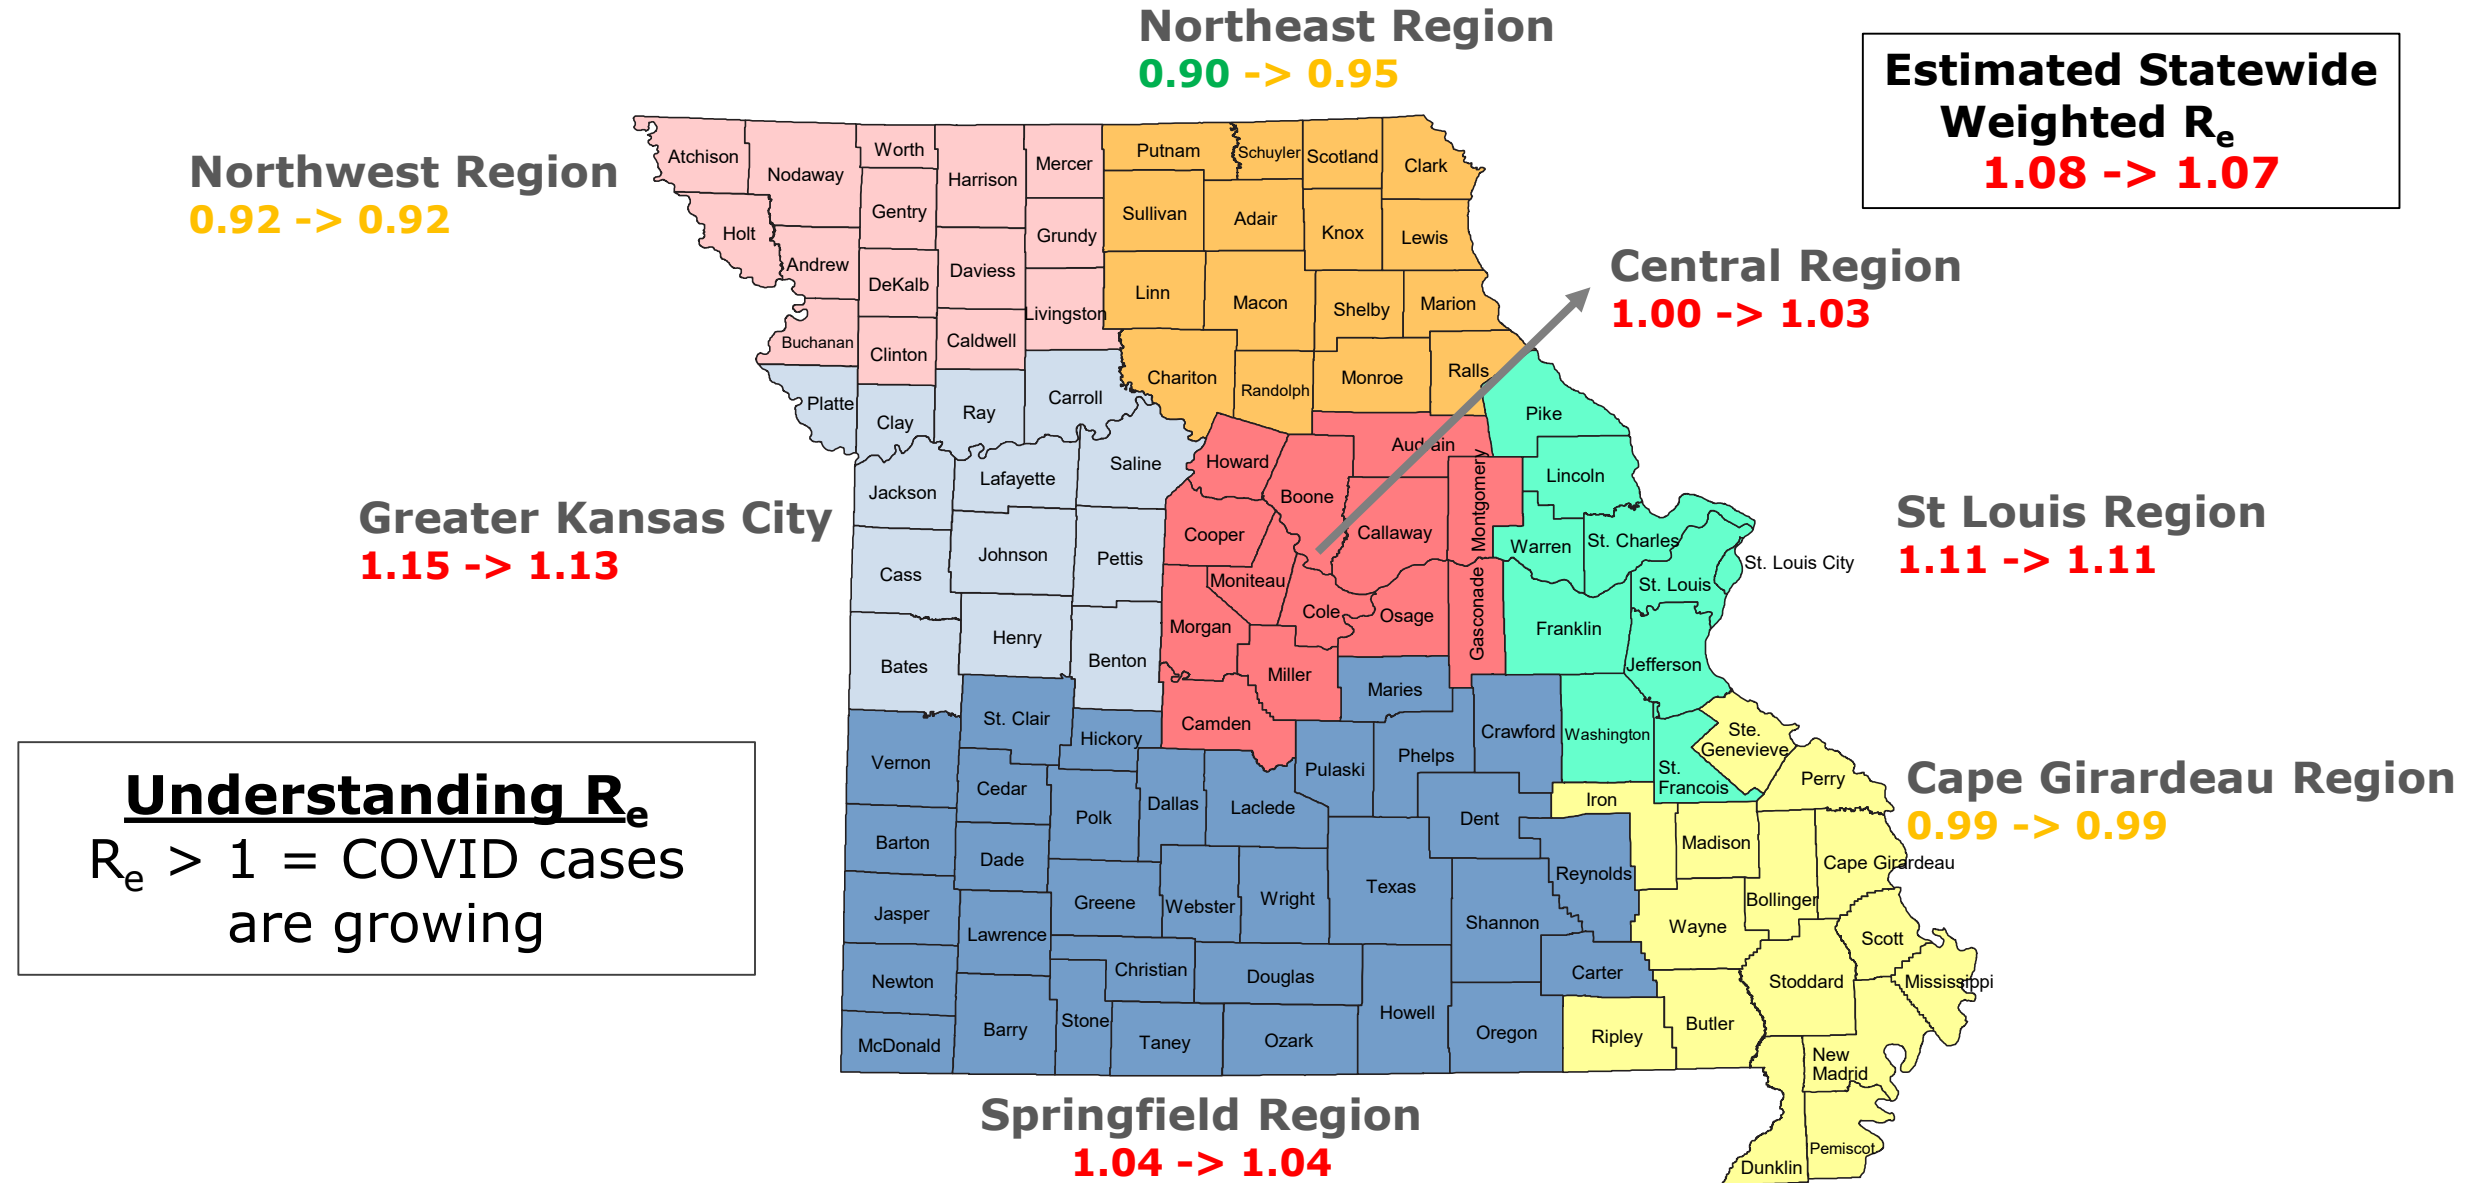 Northeast Region
0.90 -> 0.95
Estimated Statewide
Weighted Re
1.08 -> 1.07
Northwest Region
0.92 -> 0.92
Central Region
1.00 -> 1.03
Greater Kansas City
1.15 -> 1.13
St Louis Region
1.11 -> 1.11
Understanding Re
Re > 1 = COVID cases
are growing
Cape Girardeau Region
0.99 -> 0.99
Springfield Region
1.04 -> 1.04
Atchison
Nodaway
Worth
Harrison
Mercer
Putnam
Schuyler
Scotland
Clark
Gentry
Sullivan
Adair
Knox
Lewis
Holt
Andrew
DeKalb
Daviess
Grundy
Linn
Macon
Shelby
Marion
Livingston
Buchanan
Clinton
Caldwell
Chariton
Randolph
Monroe
Ralls
Platte
Clay
Ray
Carroll
Pike
Saline
Howard
Boone
Audrain
Montgomery
Lincoln
Jackson
Lafayette
Cooper
Callaway
Warren
St. Charles
St. Louis City
St. Louis
Cass
Johnson
Pettis
Moniteau
Cole
Osage
Gasconade
Franklin
Jefferson
Bates
Henry
Benton
Morgan
Miller
Maries
Camden
St. Clair
Hickory
Vernon
Cedar
Polk
Dallas
Laclede
Pulaski
Phelps
Crawford
Washington
St.
Francois
Ste.
Genevieve
Perry
Iron
Dent
Madison
Barton
Dade
Greene
Webster
Wright
Texas
Reynolds
Cape Girardeau
Bollinger
Jasper
Lawrence
Shannon
Wayne
Scott
Newton
Christian
Douglas
Carter
Stoddard
Mississippi
McDonald
Barry
Stone
Taney
Ozark
Howell
Oregon
Ripley
Butler
New
Madrid
Pemiscot
Dunklin